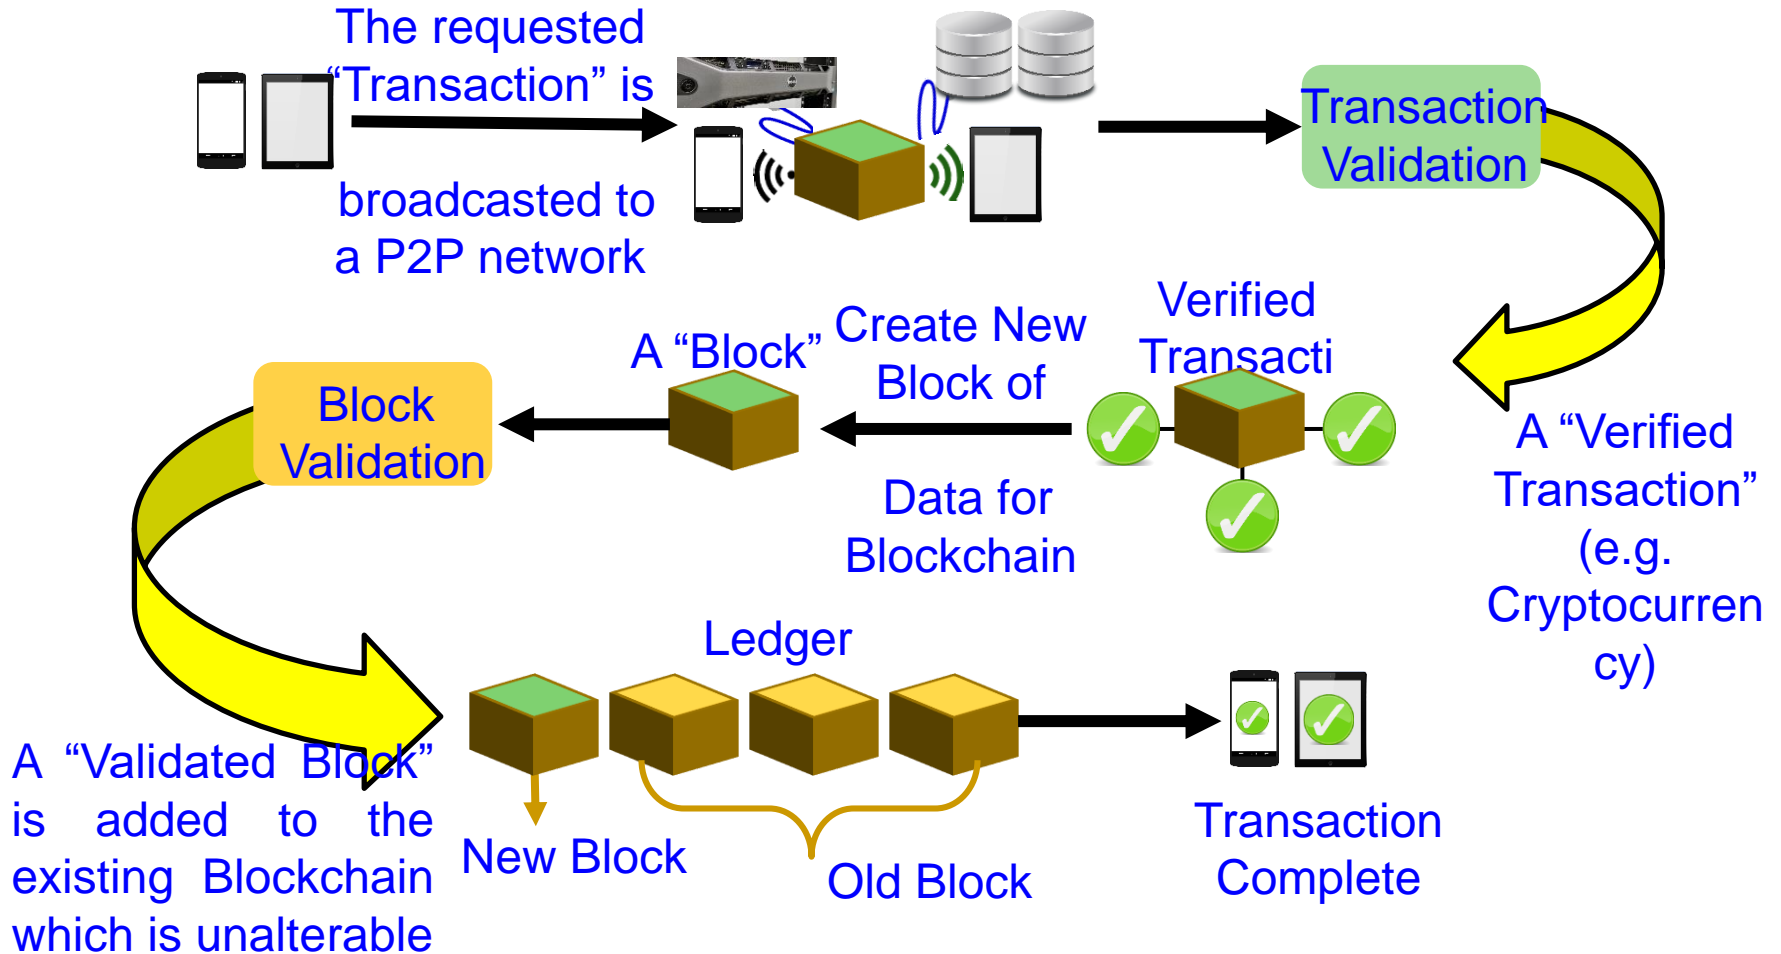 The requested
“Transaction” is
broadcasted to
a P2P network
Transaction
Validation
Verified
Transacti
A “Verified
Transaction”
(e.g.
Cryptocurren
cy)
Create New
Block of
Data for
Blockchain
A “Block”
Block
Validation
A “Validated Block”
is added to the
existing Blockchain
which is unalterable
Ledger
New Block
Old Block
Transaction
Complete